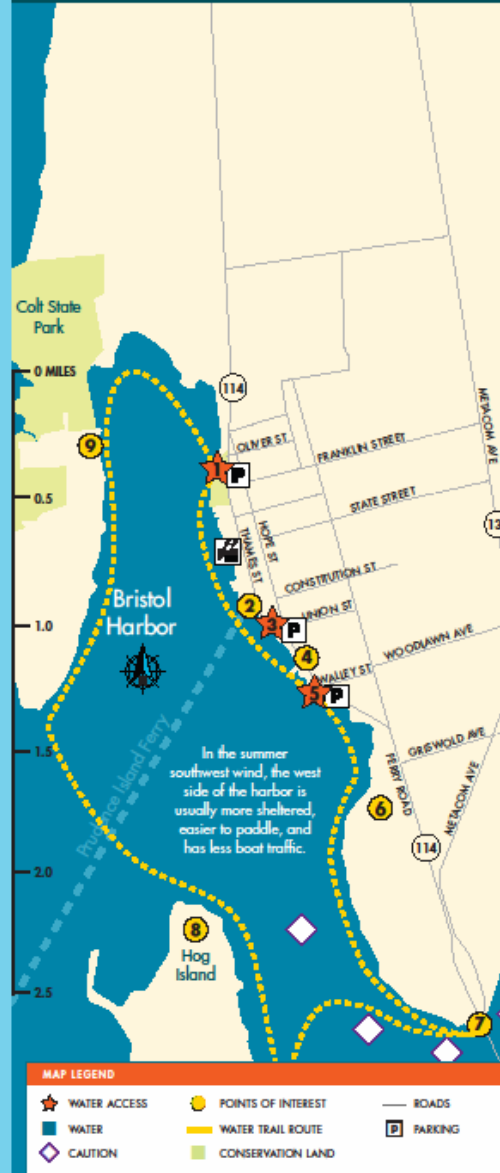 Colt State
Park
0 MILES
114
METACOM AVE
9
OLIVER ST
FRANKLIN STREET
1
P
0.5
STATE STREET
13
HOPE ST
THAMES ST
CONSTITUTION ST
Bristol
Harbor
2
UNION ST
1.0
3
P
4
WOODLAWN AVE
WALLEY ST
5
P
Prudence Island Ferry
1.5
In the summer
southwest wind, the west
side of the harbor is
usually more sheltered,
easier to paddle, and
has less boat traffic.
GRISWOLD AVE
FERRY ROAD
METACOM AVE
6
114
2.0
8
Hog
Island
2.5
7
MAP LEGEND
WATER ACCESS
POINTS OF INTEREST
ROADS
WATER
WATER TRAIL ROUTE
P PARKING
CAUTION
CONSERVATION LAND